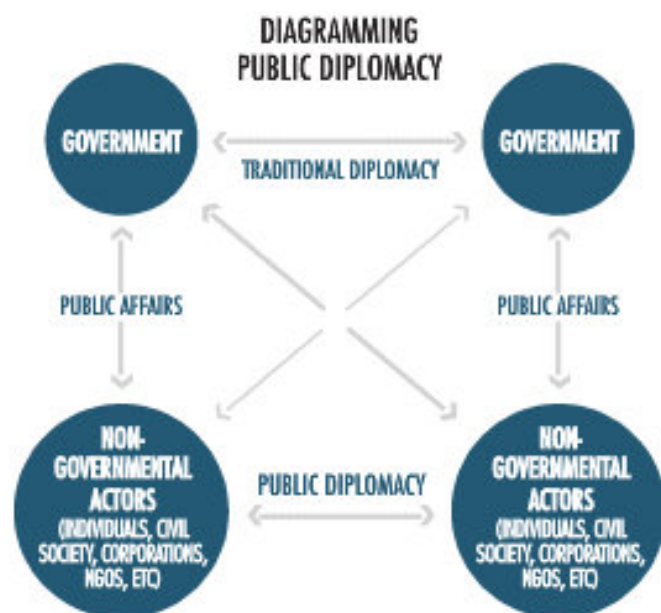 DIAGRAMMING
PUBLIC DIPLOMACY
GOVERNMENT
GOVERNMENT
TRADITIONAL DIPLOMACY
PUBLIC AFFAIRS
PUBLIC AFFAIRS
NON-
GOVERNMENTAL
ACTORS
(INDIVIDUALS, CIVIL
SOCIETY, CORPORATIONS,
NGOS, ETC)
PUBLIC DIPLOMACY
NON-
GOVERNMENTAL
ACTORS
(INDIVIDUALS, CIVIL
SOCIETY, CORPORATIONS,
NGOS, ETC)